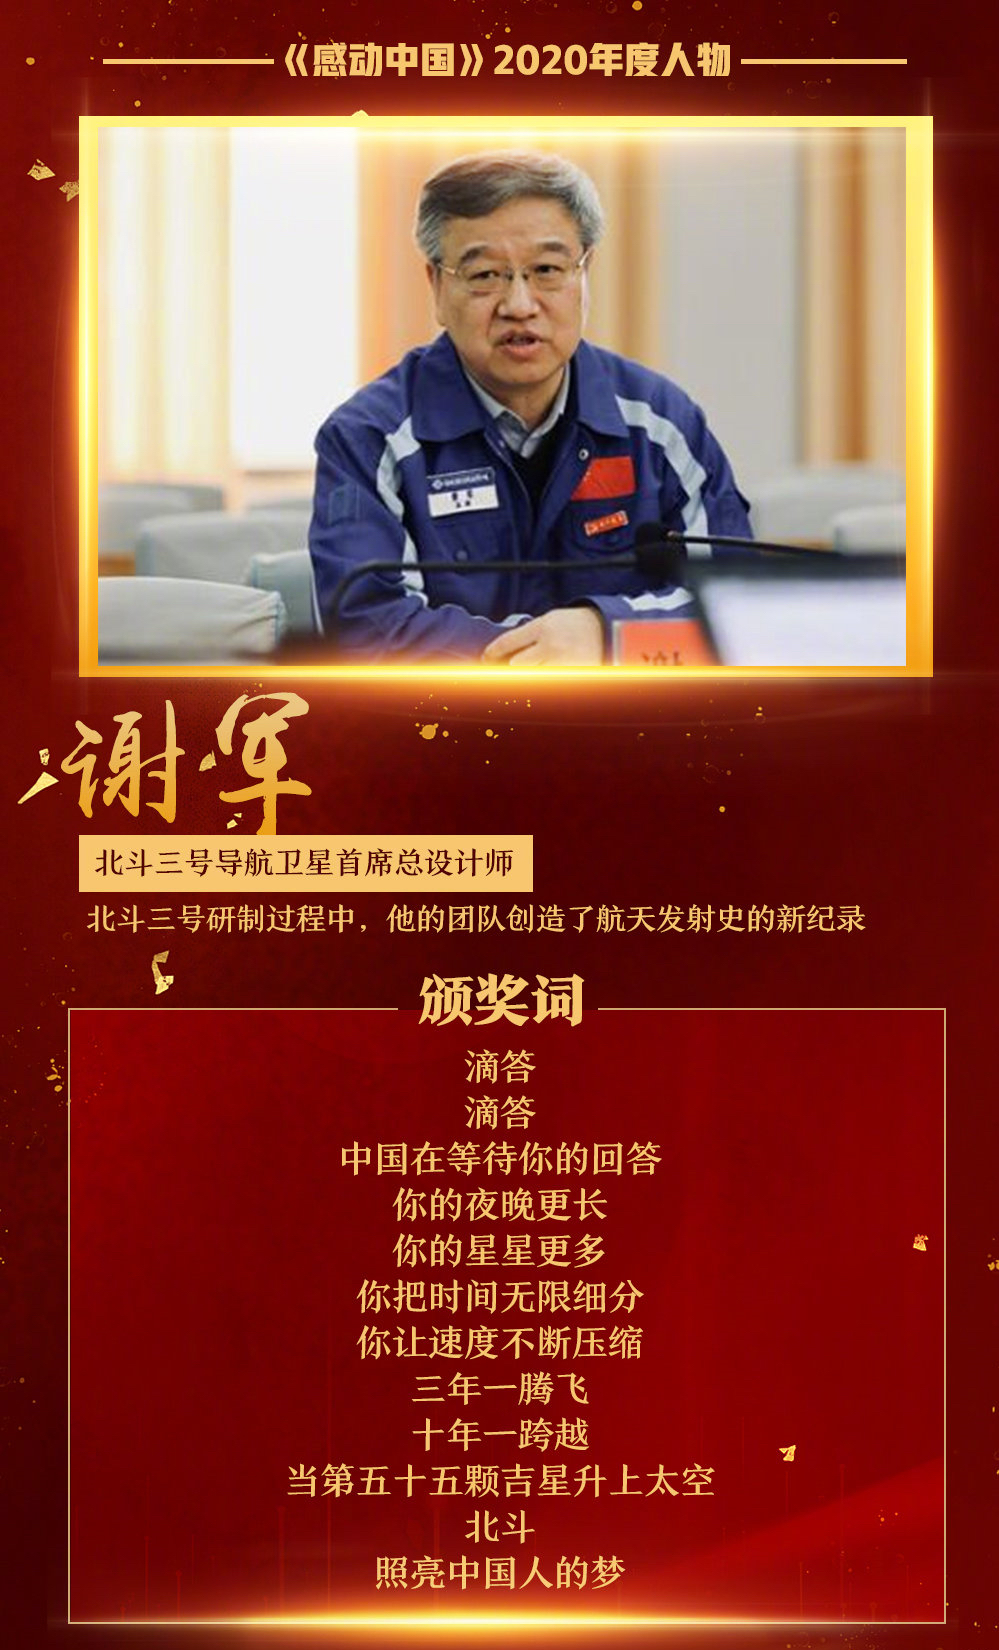 《感动中国》2020年度人物
谢军
北斗三号导航卫星首席总设计师
北斗三号研制过程中，他的团队创造了航天发射史的新纪录
颁奖词
滴答
滴答
中国在等待你的回答
你的夜晚更长
你的星星更多
你把时间无限细分
你让速度不断压缩
三年一腾飞
十年一跨越
当第五十五颗吉星升上太空
北斗
照亮中国人的梦